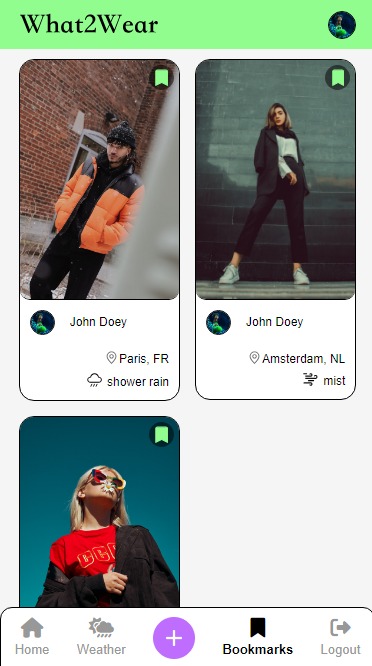 What2Wear
John Doey
John Doey
Paris, FR
Amsterdam, NL
shower rain
mist
Home
Weather
Bookmarks
Logout